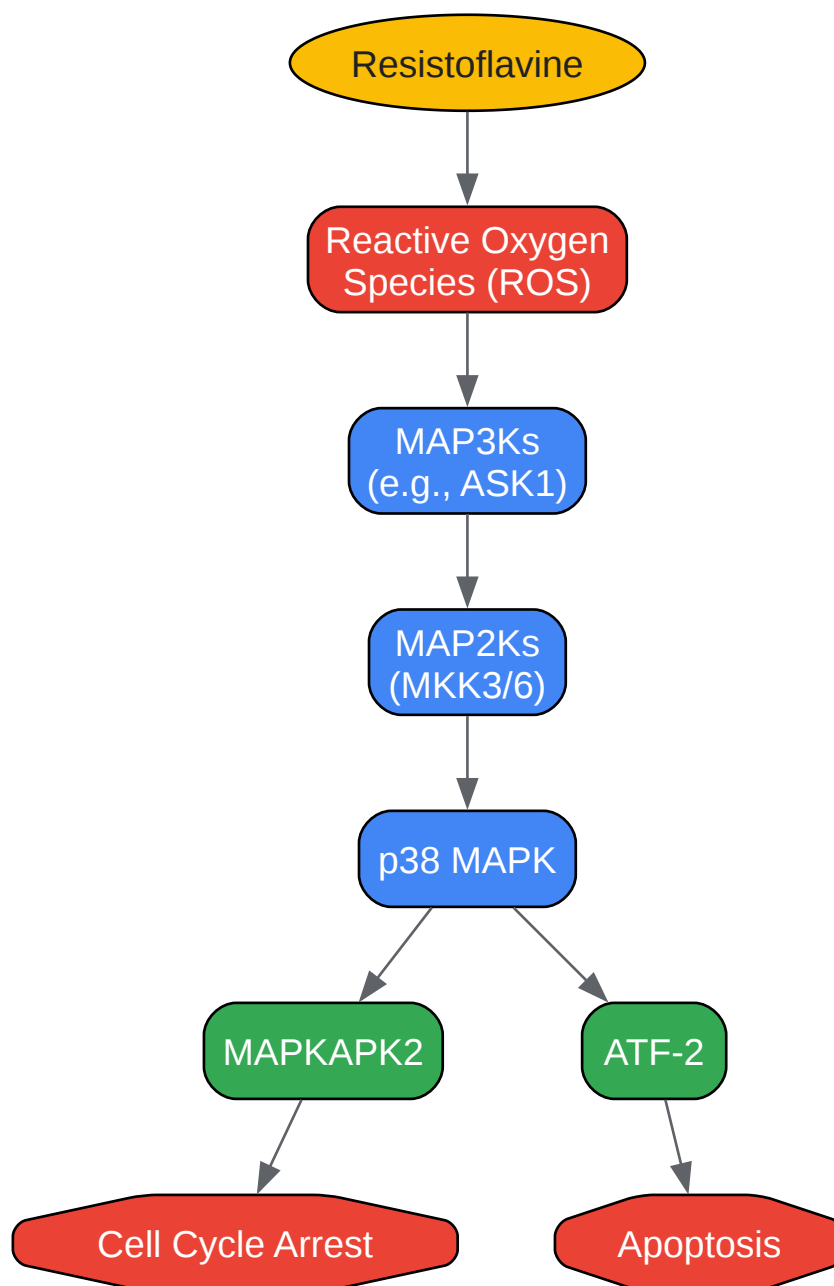 Resistoflavine
Reactive Oxygen
Species (ROS)
MAP3Ks
(e.g., ASK1)
MAP2Ks
(MKK3/6)
p38 MAPK
MAPKAPK2
ATF-2
Cell Cycle Arrest
Apoptosis